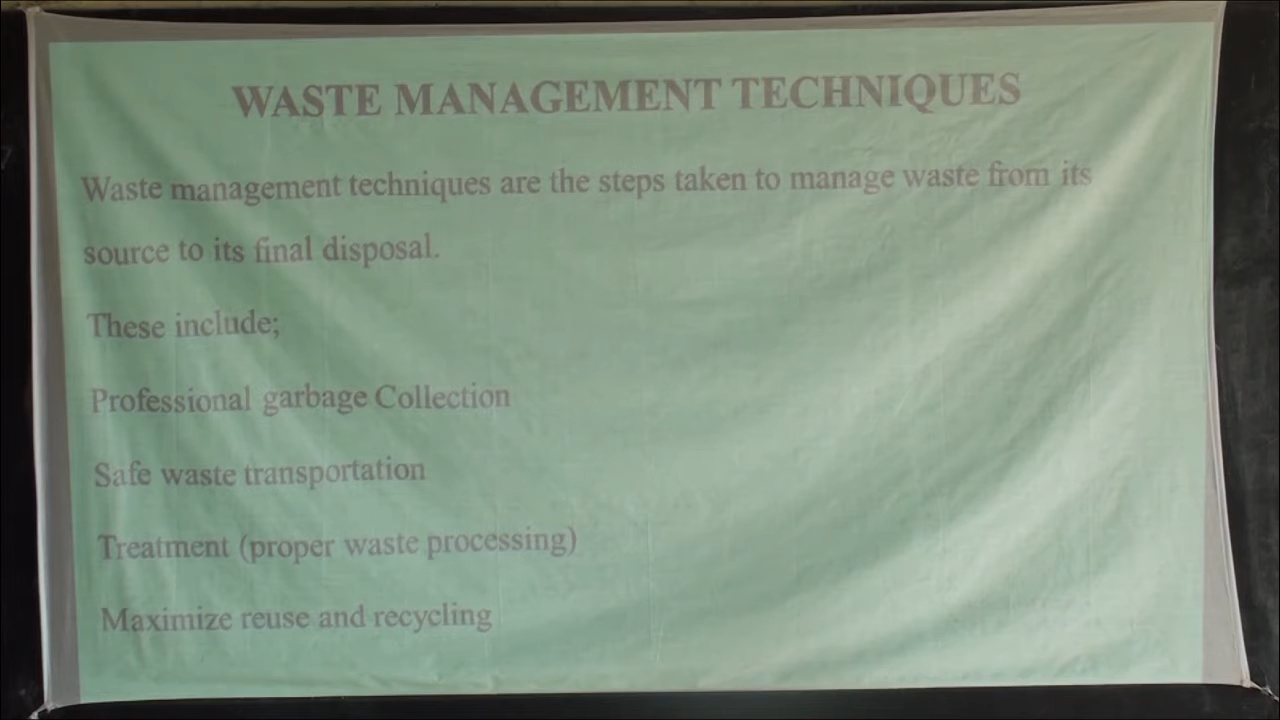 WASTE MANAGEMENT TECHNIQUES
Waste management techniques are the steps taken to manage waste from its
source to its final disposal.
These include;
Professional garbage Collection
Safe waste transportation
Treatment (proper waste processing)
Maximize reuse and recycling